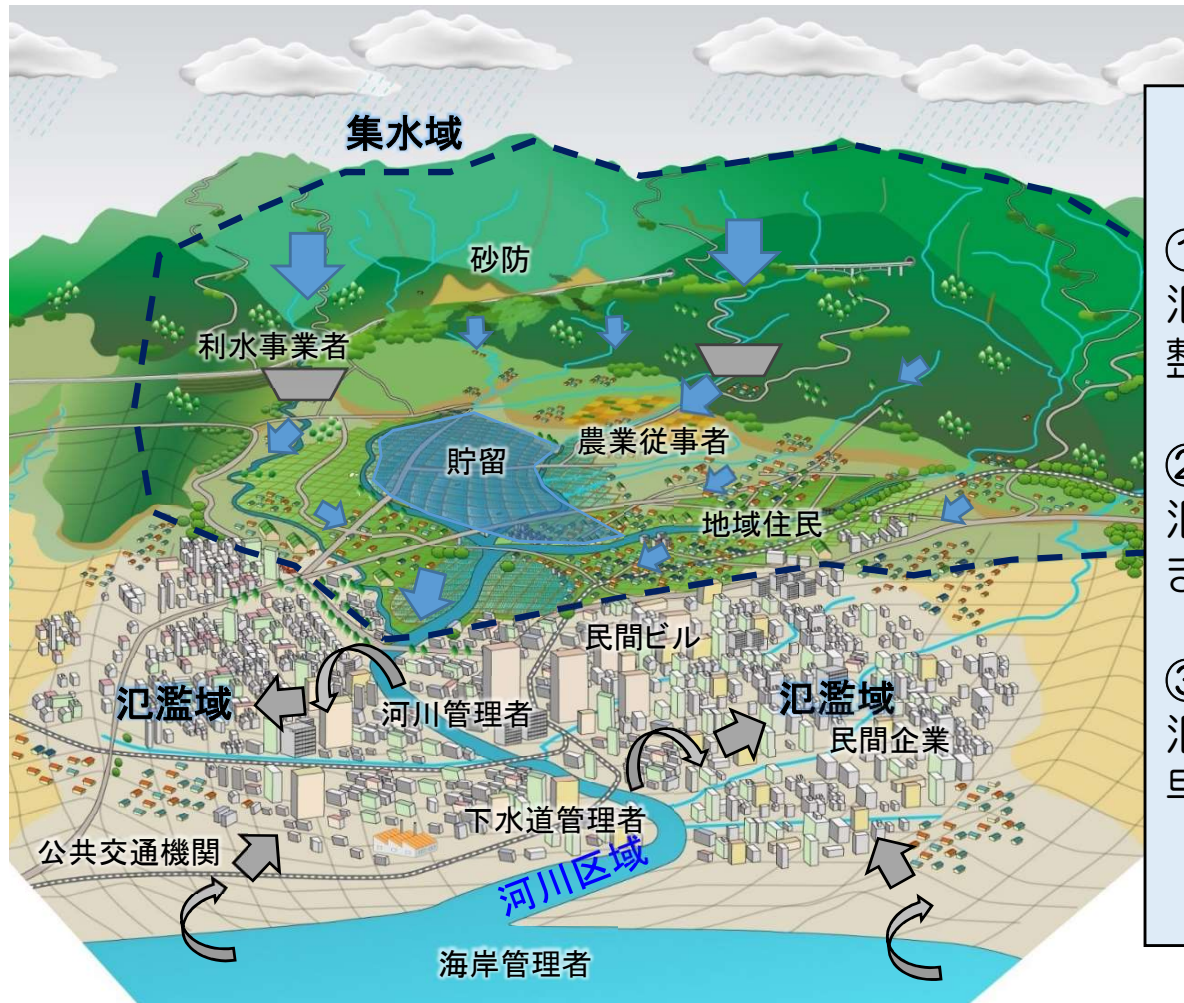 集水域
砂防
利水事業者
貯留
農業従事者
地域住民
民間ビル
氾濫域
河川管理者
氾濫域
民間企業
下水道管理者
公共交通機関
河川区域
海岸管理者
①
②
③